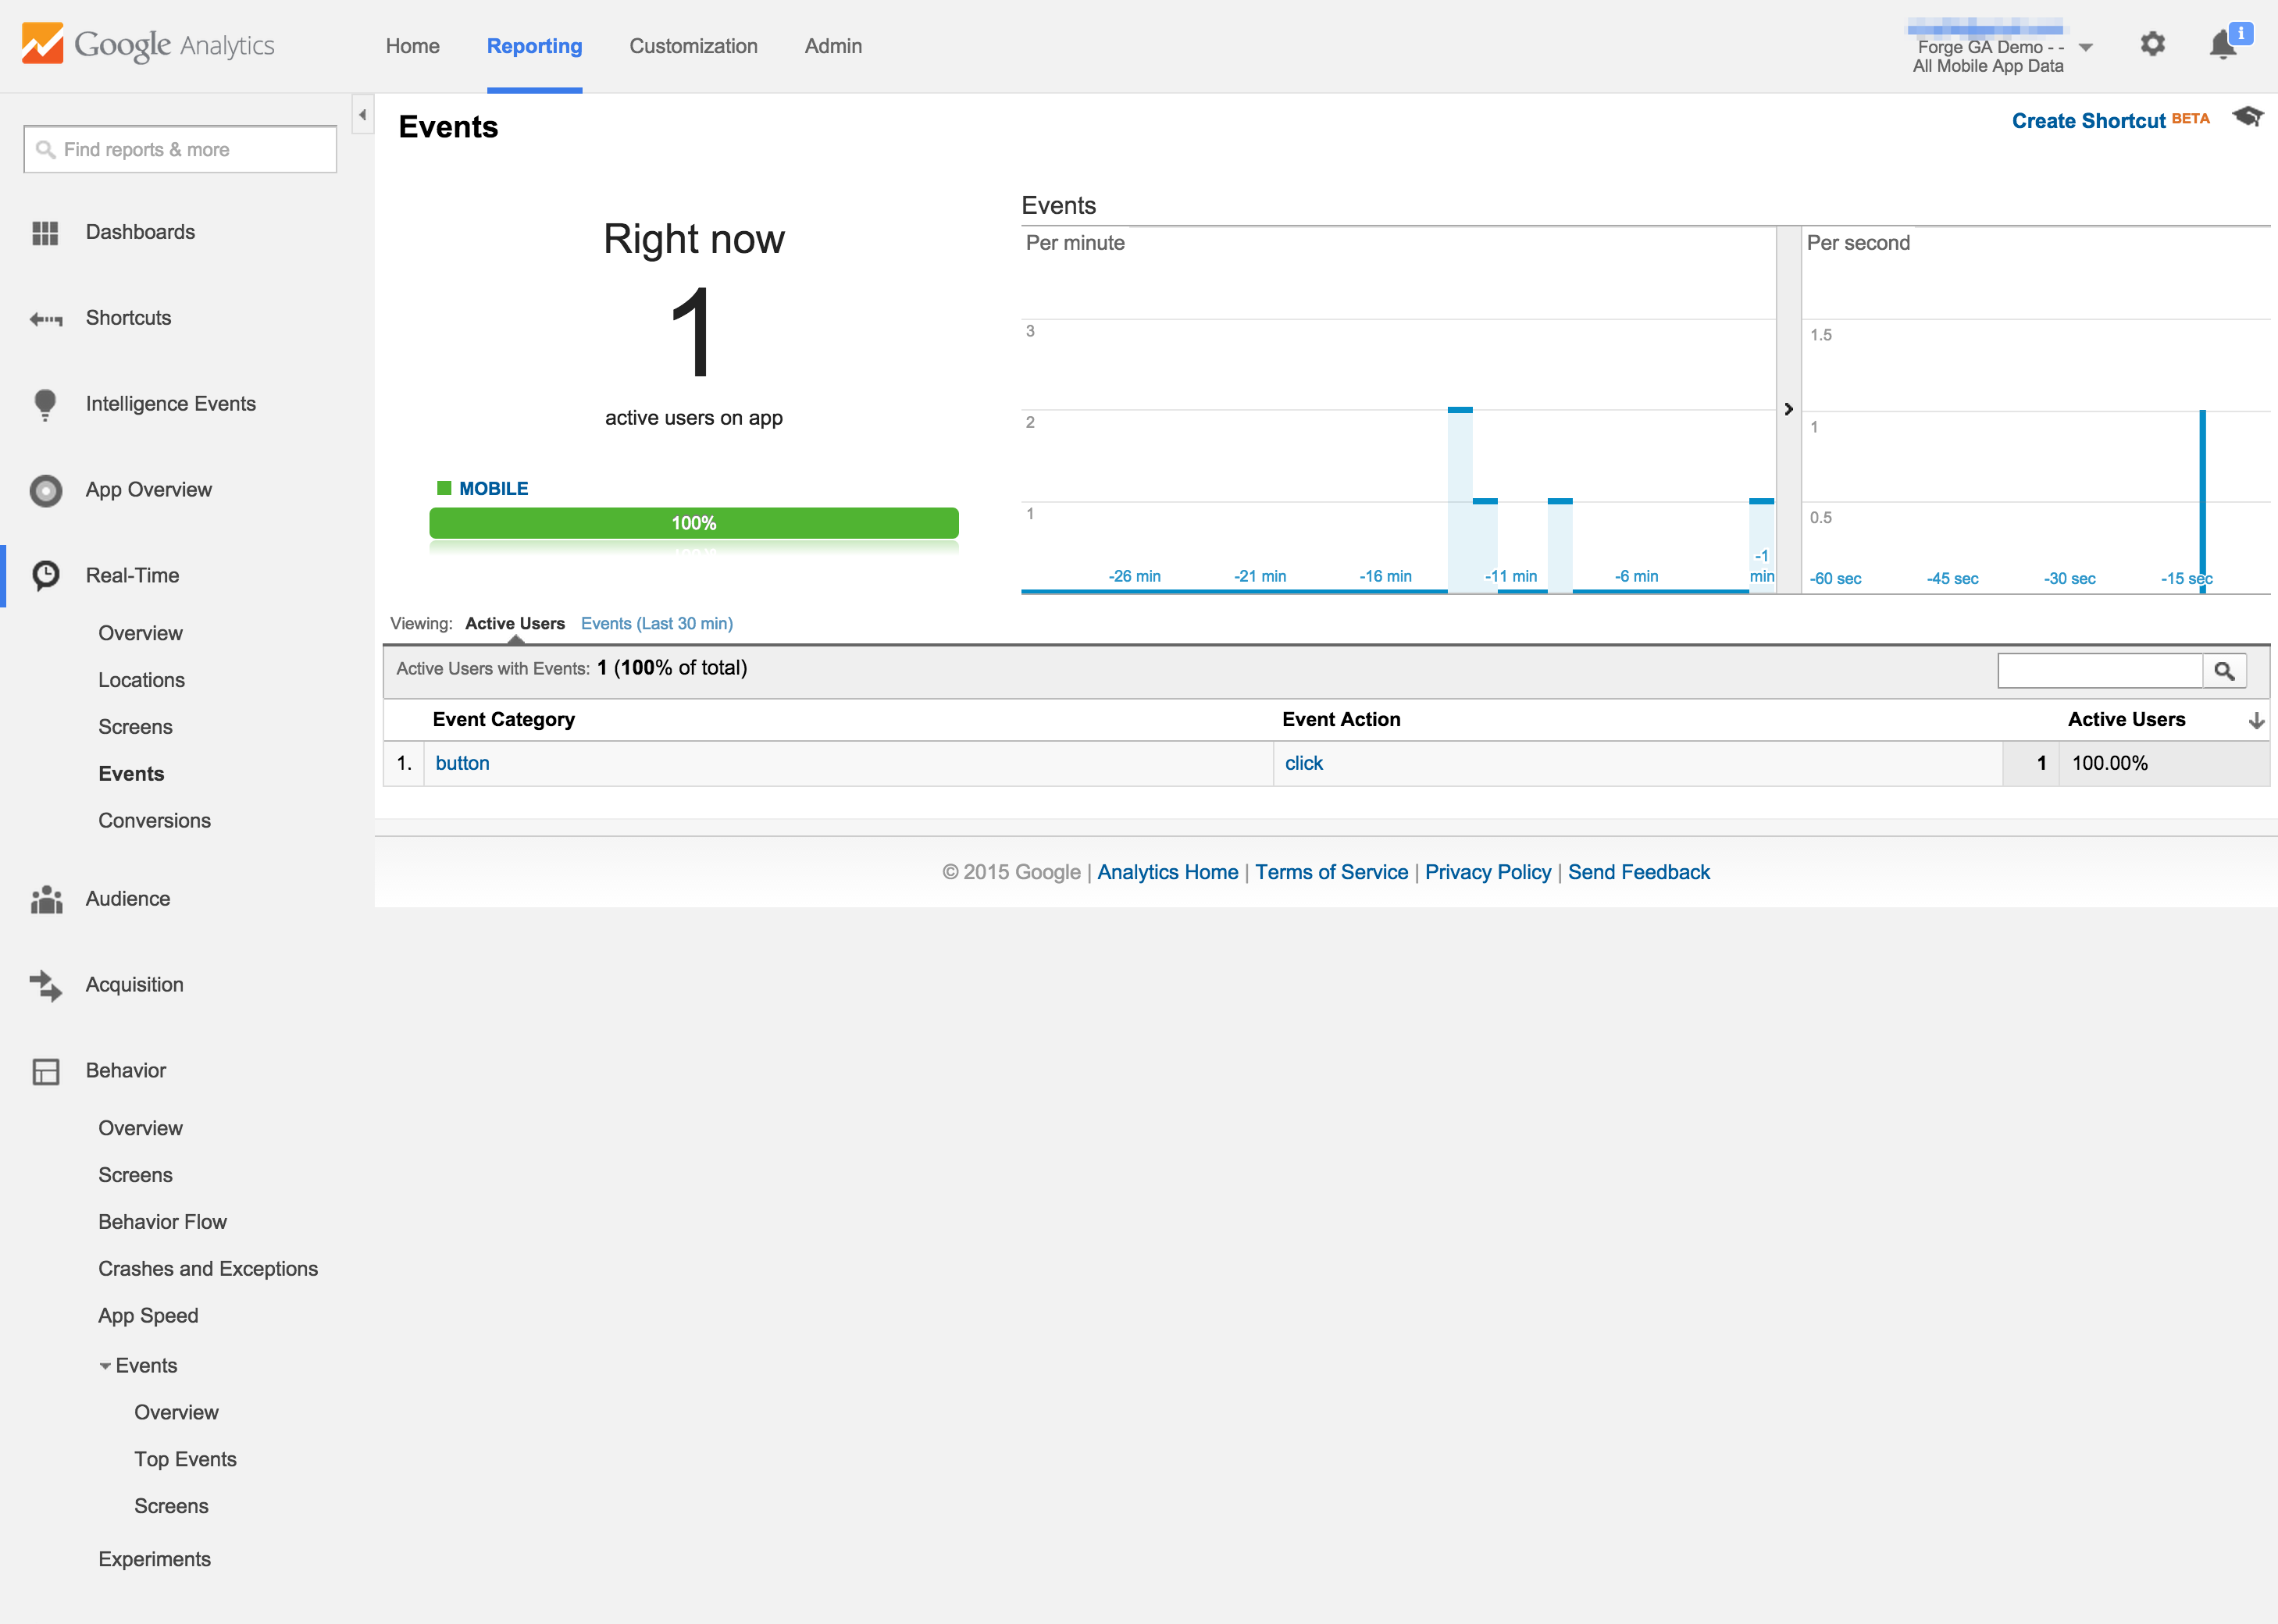 Google Analytics
Home
Reporting
Customization
Admin
Forge GA Demo - -
All Mobile App Data
i
Find reports & more
Dashboards
Shortcuts
Intelligence Events
App Overview
Real-Time
Overview
Locations
Screens
Events
Conversions
Audience
Acquisition
Behavior
Overview
Screens
Behavior Flow
Crashes and Exceptions
App Speed
Events
Overview
Top Events
Screens
Experiments
Events
Create Shortcut BETA
Right now
1
active users on app
MOBILE
100%
Events
Per minute
3
2
1
-26 min
-21 min
-16 min
-11 min
-6 min
-1
min
Per second
1.5
1
0.5
-60 sec
-45 sec
-30 sec
-15 sec
Viewing: Active Users Events (Last 30 min)
Active Users with Events: 1 (100% of total)
Event Category Event Action Active Users
1. button click 1 100.00%
© 2015 Google | Analytics Home | Terms of Service | Privacy Policy | Send Feedback